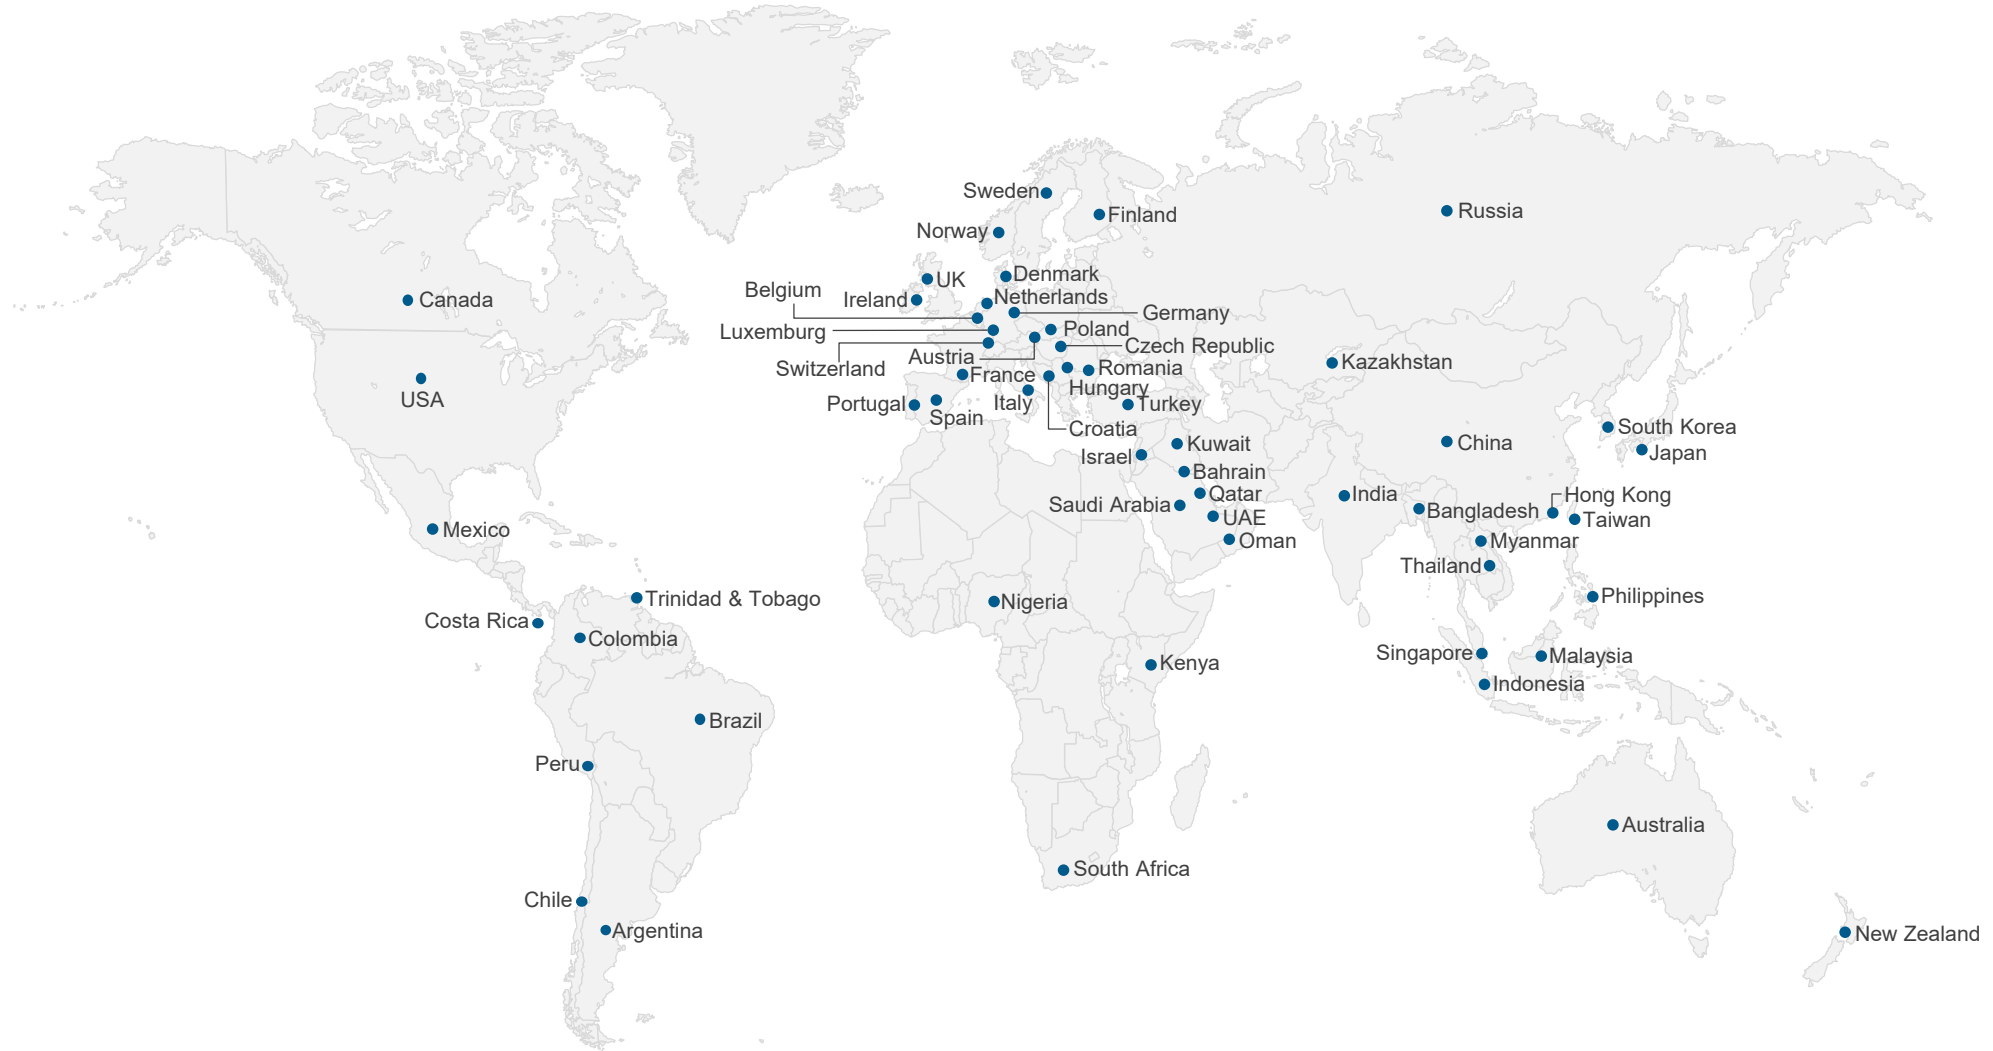 Sweden
Finland
Russia
Norway
Denmark
UK
Belgium
Ireland
Netherlands
Canada
Germany
Luxemburg
Poland
Switzerland
Austria
Czech Republic
Kazakhstan
France
Romania
Hungary
USA
Portugal
Spain
Italy
Turkey
Croatia
South Korea
Japan
China
Kuwait
Israel
Bahrain
Qatar
India
Hong Kong
Saudi Arabia
UAE
Bangladesh
Taiwan
Mexico
Oman
Myanmar
Thailand
Trinidad & Tobago
Nigeria
Philippines
Costa Rica
Colombia
Singapore
Malaysia
Kenya
Indonesia
Brazil
Peru
Australia
South Africa
Chile
Argentina
New Zealand